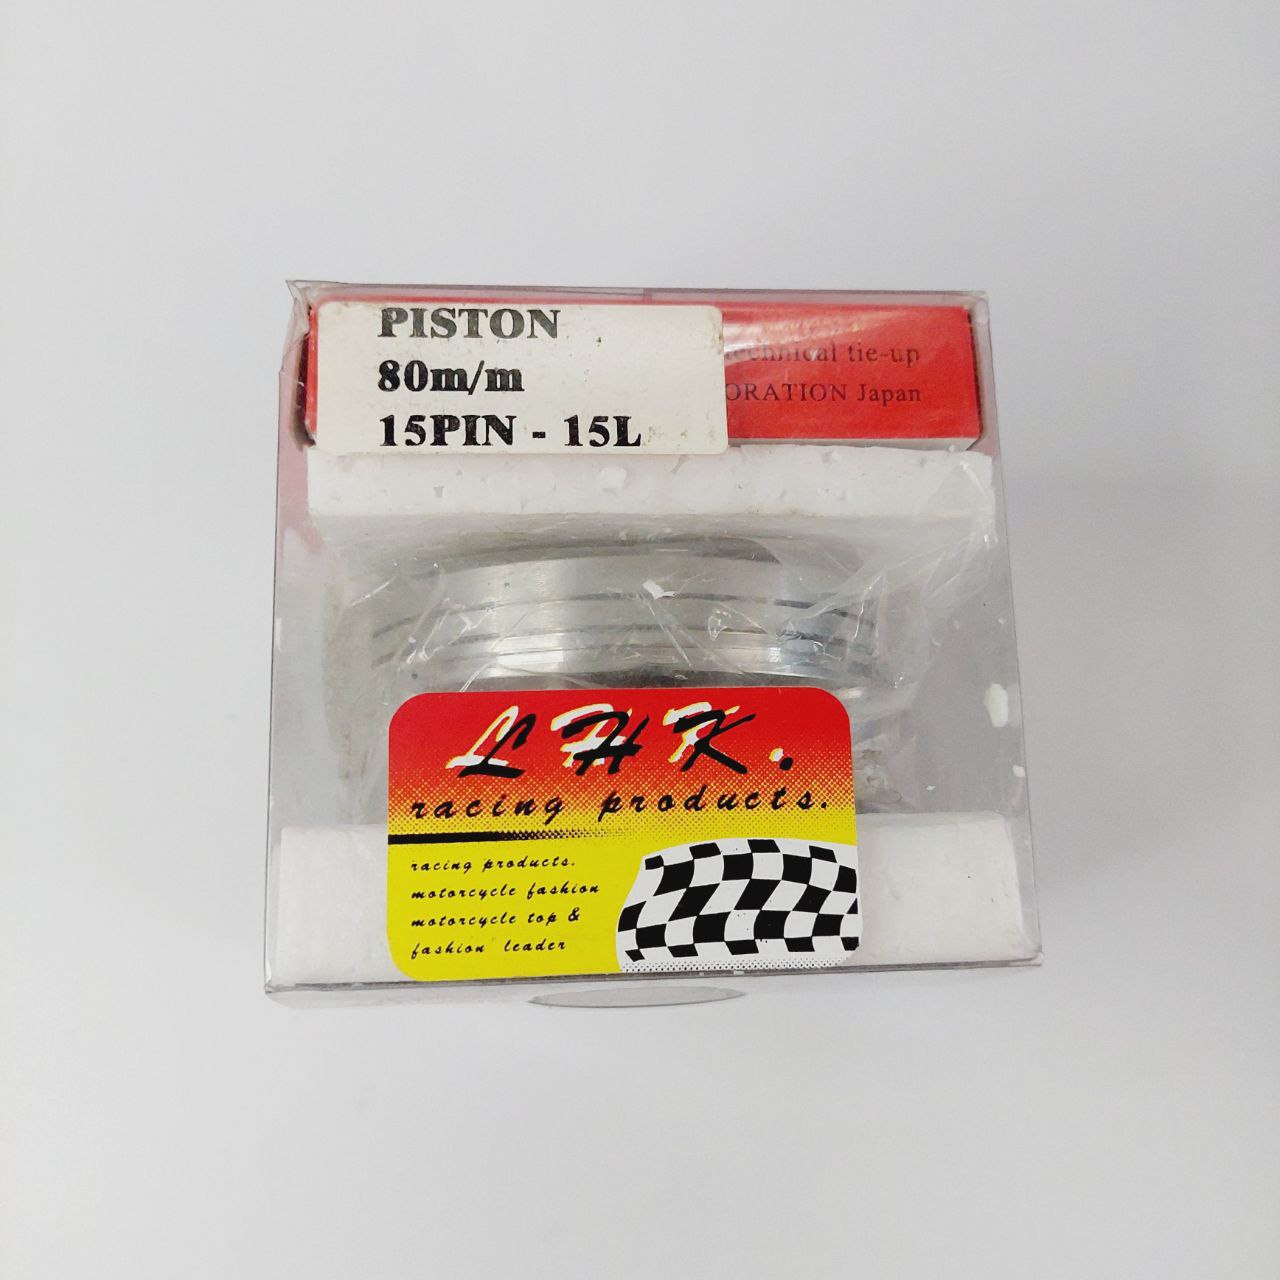 PISTON
80m/m
15PIN - 15L
technical tie-up
ORATION Japan
LHK.
racing products.
racing products.
motorcycle fashion
motorcycle top &
fashion leader